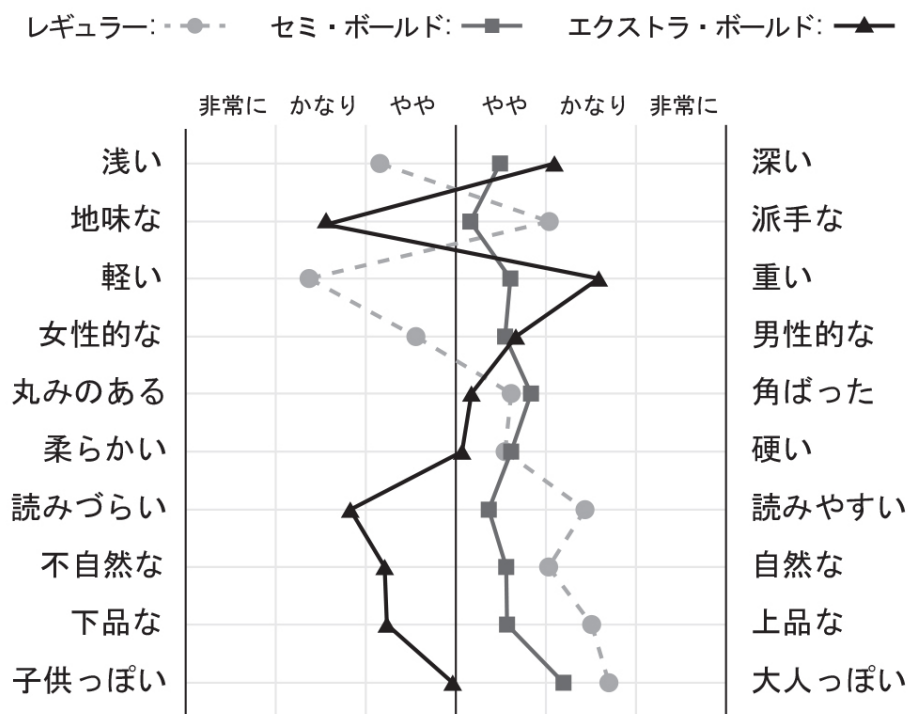 レギュラー: セミ・ボールド: エクストラ・ボールド:
非常に かなり やや やや かなり 非常に
浅い 深い
地味な 派手な
軽い 重い
女性的な 男性的な
丸みのある 角ばった
柔らかい 硬い
読みづらい 読みやすい
不自然な 自然な
下品な 上品な
子供っぽい 大人っぽい